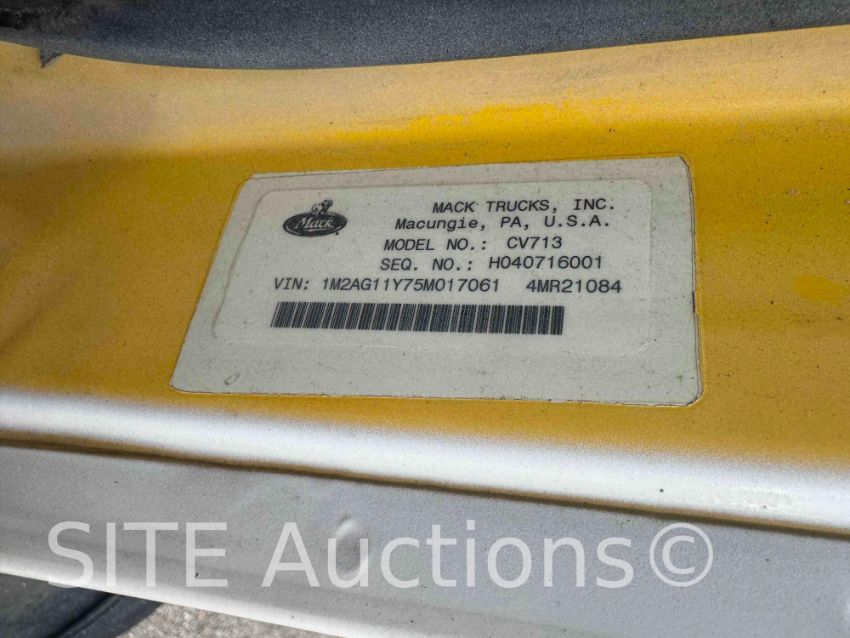 Mack
MACK TRUCKS, INC.
Macungie, PA, U.S.A.
MODEL NO.: CV713
SEQ. NO.: H040716001
VIN: 1M2AG11Y75M017061 4MR21084
SITE Auctions©